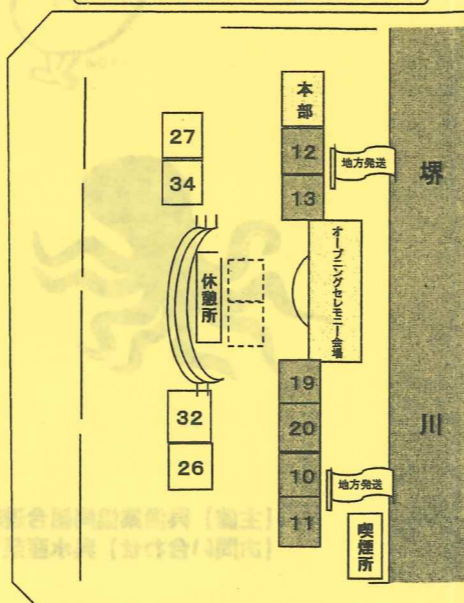 本部
12
地方発送
13
27
34
堺川
オープニングセレモニー会場
休憩所
19
20
10
地方発送
11
32
26
喫煙所